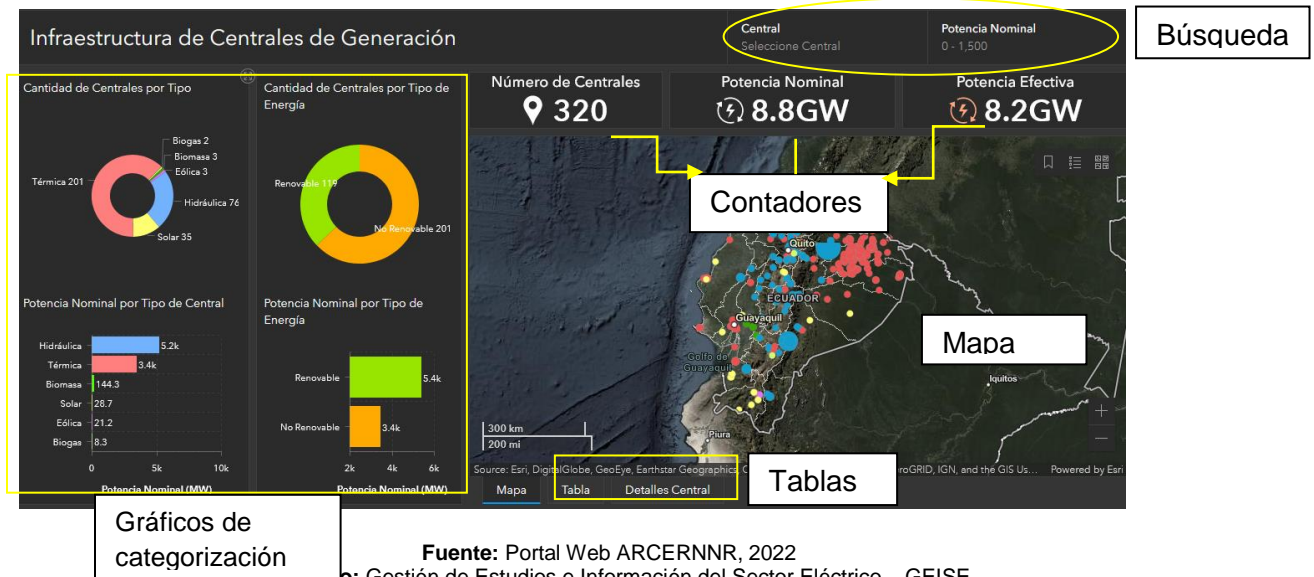 Infraestructura de Centrales de Generación
Central
Seleccione Central
Potencia Nominal
0 - 1,500
Búsqueda
Cantidad de Centrales por Tipo
Biogas 2
Biomasa 3
Eólica 3
Térmica 201
Hidráulica 76
Solar 35
Cantidad de Centrales por Tipo de
Energía
Renovable 119
No Renovable 201
Número de Centrales
320
Potencia Nominal
8.8GW
Potencia Efectiva
8.2GW
Contadores
Quito
ECUADOR
Guayaquil
Golfo de
Guayaquil
Mapa
Iquitos
Piura
300 km
200 mi
+
−
Potencia Nominal por Tipo de Central
Hidráulica
5.2k
Térmica
3.4k
Biomasa
144.3
Solar
28.7
Eólica
21.2
Biogas
8.3
0
5k
10k
Potencia Nominal (MW)
Potencia Nominal por Tipo de
Energía
Renovable
5.4k
No Renovable
3.4k
2k
4k
6k
Potencia Nominal (MW)
Source: Esri, DigitalGlobe, GeoEye, Earthstar Geographics, roGRID, IGN, and the GIS Us... Powered by Esri
Mapa
Tabla
Detalles Central
Tablas
Gráficos de
categorización
Fuente: Portal Web ARCERNNR, 2022
Gestión de Estudios e Información del Sector Eléctrico – GEISE